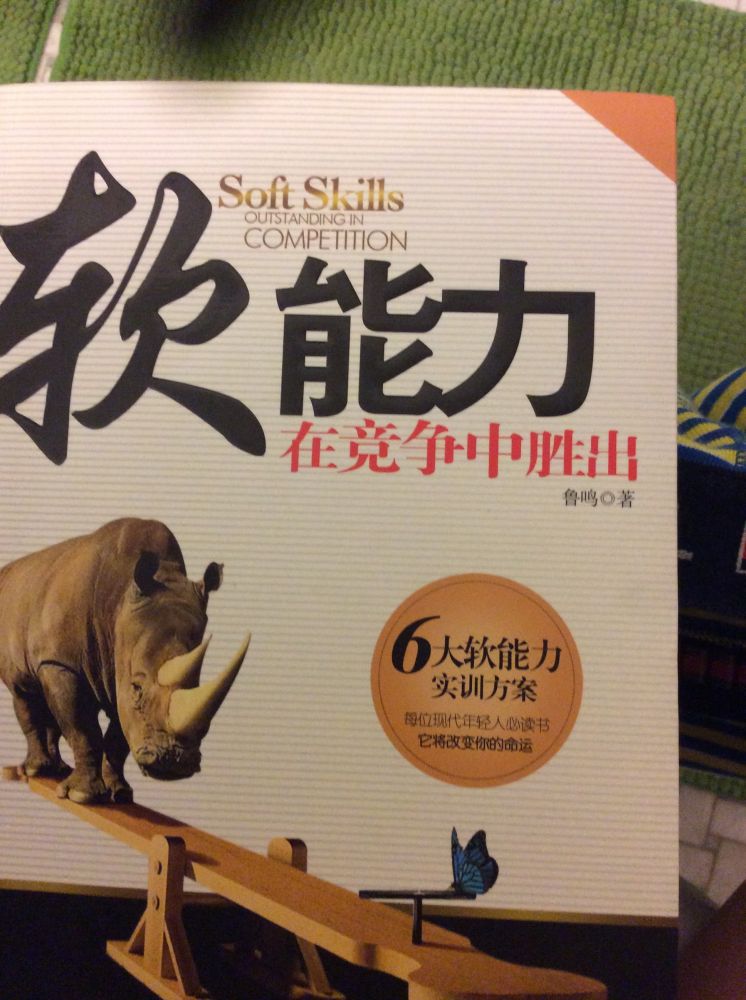 Soft Skills
OUTSTANDING IN
COMPETITION
软能力
在竞争中胜出
鲁鸣◎著
6大软能力
实训方案
每位现代年轻人必读书
它将改变你的命运